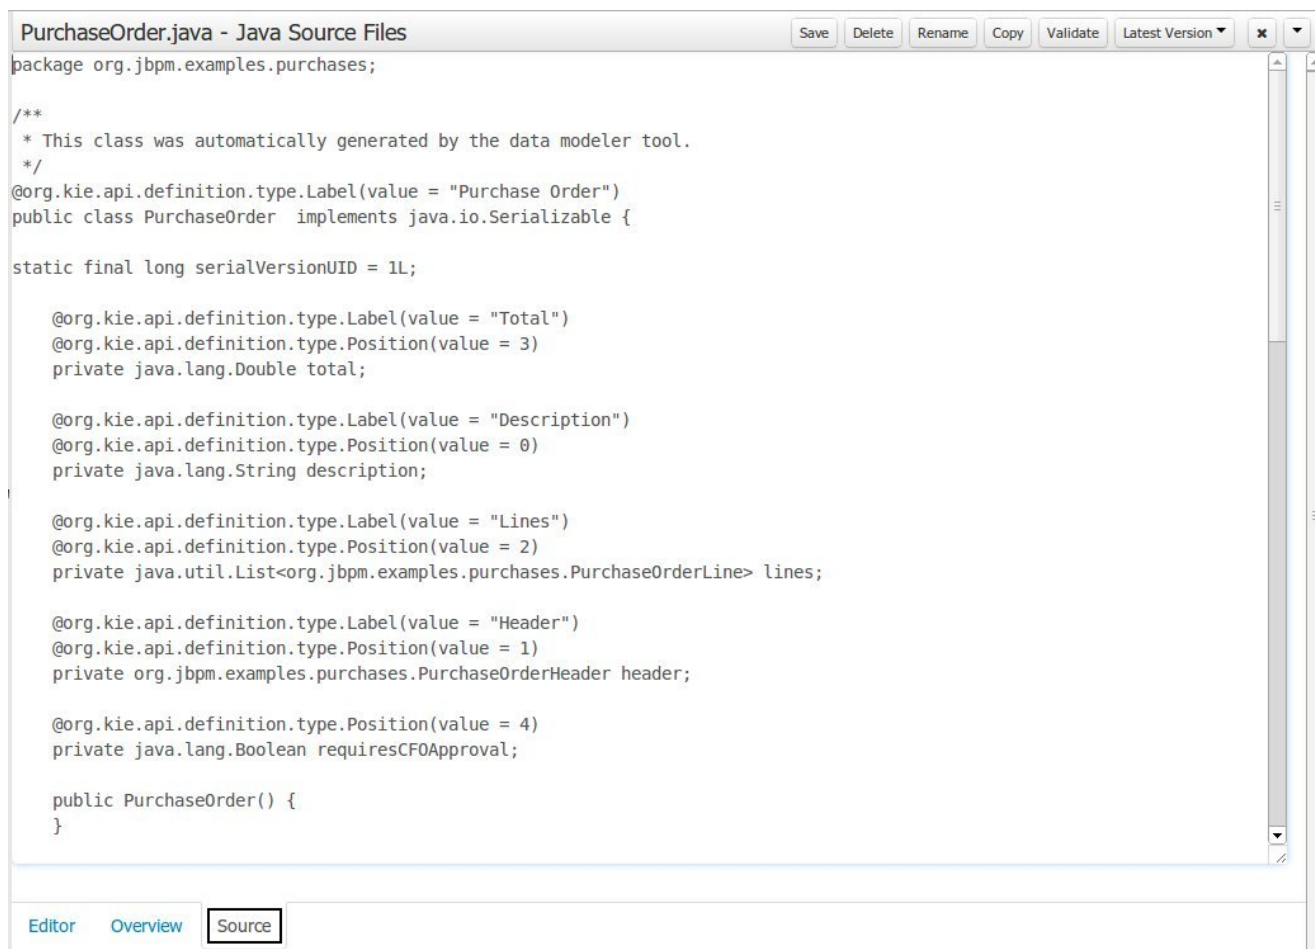 PurchaseOrder.java - Java Source Files
Save Delete Rename Copy Validate Latest Version
package org.jbpm.examples.purchases;

/**
 * This class was automatically generated by the data modeler tool.
 */
@org.kie.api.definition.type.Label(value = "Purchase Order")
public class PurchaseOrder  implements java.io.Serializable {

static final long serialVersionUID = 1L;

    @org.kie.api.definition.type.Label(value = "Total")
    @org.kie.api.definition.type.Position(value = 3)
    private java.lang.Double total;

    @org.kie.api.definition.type.Label(value = "Description")
    @org.kie.api.definition.type.Position(value = 0)
    private java.lang.String description;

    @org.kie.api.definition.type.Label(value = "Lines")
    @org.kie.api.definition.type.Position(value = 2)
    private java.util.List<org.jbpm.examples.purchases.PurchaseOrderLine> lines;

    @org.kie.api.definition.type.Label(value = "Header")
    @org.kie.api.definition.type.Position(value = 1)
    private org.jbpm.examples.purchases.PurchaseOrderHeader header;

    @org.kie.api.definition.type.Position(value = 4)
    private java.lang.Boolean requiresCFOApproval;

    public PurchaseOrder() {
    }
Editor Overview Source